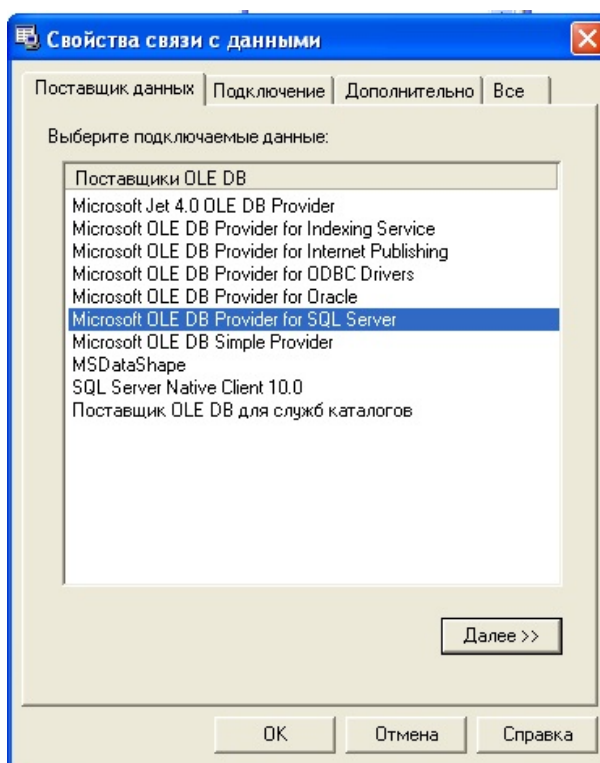 Свойства связи с данными
Поставщик данных Подключение Дополнительно Все
Выберите подключаемые данные:
Поставщики OLE DB
Microsoft Jet 4.0 OLE DB Provider
Microsoft OLE DB Provider for Indexing Service
Microsoft OLE DB Provider for Internet Publishing
Microsoft OLE DB Provider for ODBC Drivers
Microsoft OLE DB Provider for Oracle
Microsoft OLE DB Provider for SQL Server
Microsoft OLE DB Simple Provider
MSDataShape
SQL Server Native Client 10.0
Поставщик OLE DB для служб каталогов
Далее >>
OK Отмена Справка